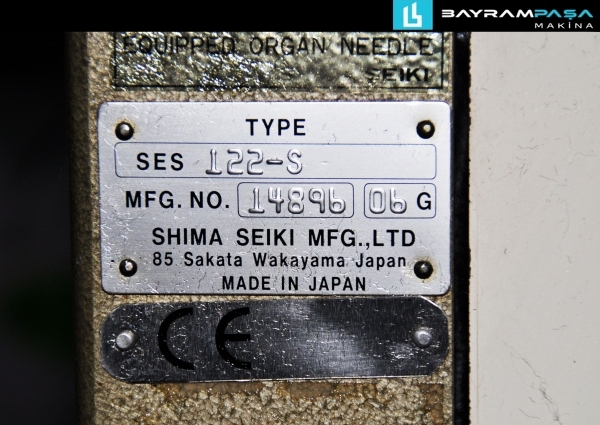 BAYRAMPAŞA
MAKİNA
EQUIPPED ORGAN NEEDLE
SEIKI
TYPE
SES 122-S
MFG. NO. 14896 06 G
SHIMA SEIKI MFG.,LTD
85 Sakata Wakayama Japan
MADE IN JAPAN
CE